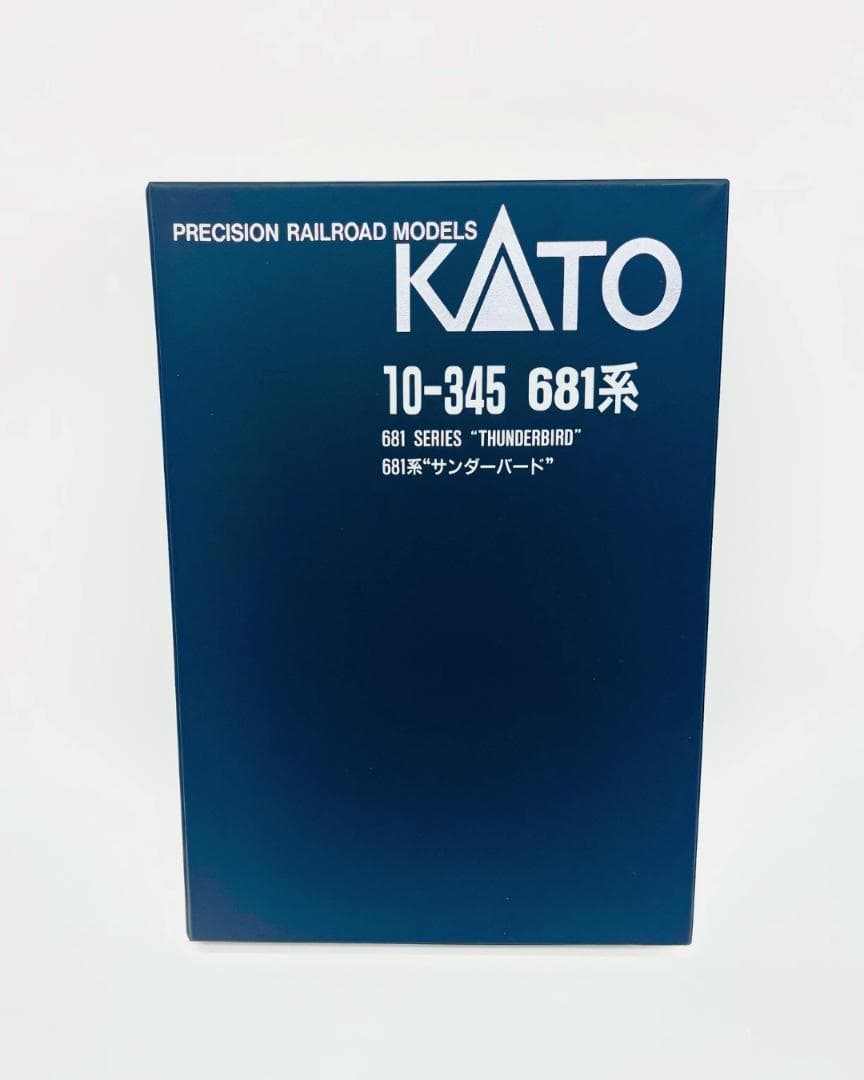 PRECISION RAILROAD MODELS
KATO
10-345 681系
681 SERIES “THUNDERBIRD”
681系“サンダーバード”